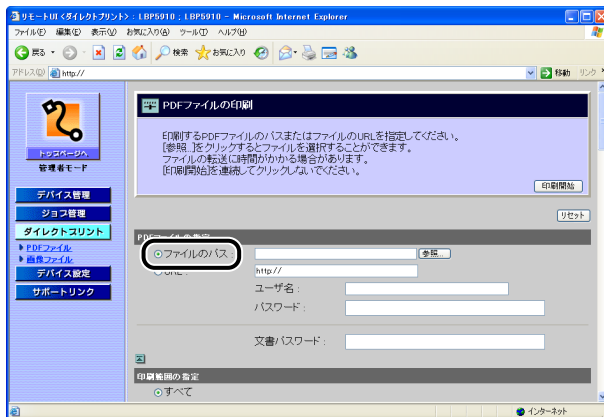 リモートUI <ダイレクトプリント> : LBP5910 ; LBP5910 - Microsoft Internet Explorer
ファイル(F) 編集(E) 表示(V) お気に入り(A) ツール(T) ヘルプ(H)
戻る 検索 お気に入り
アドレス(D) http:// 移動 リンク
PDFファイルの印刷
印刷するPDFファイルのパスまたはファイルのURLを指定してください。
[参照...]をクリックするとファイルを選択することができます。
ファイルの転送に時間がかかる場合があります。
[印刷開始]を連続してクリックしないでください。
印刷開始
リセット
トップページへ
管理者モード
デバイス管理
ジョブ管理
ダイレクトプリント
PDFファイル
画像ファイル
デバイス設定
サポートリンク
PDFファイルの指定
ファイルのパス : 参照...
URL : http://
ユーザ名 :
パスワード :
文書パスワード :
印刷範囲の指定
すべて
インターネット